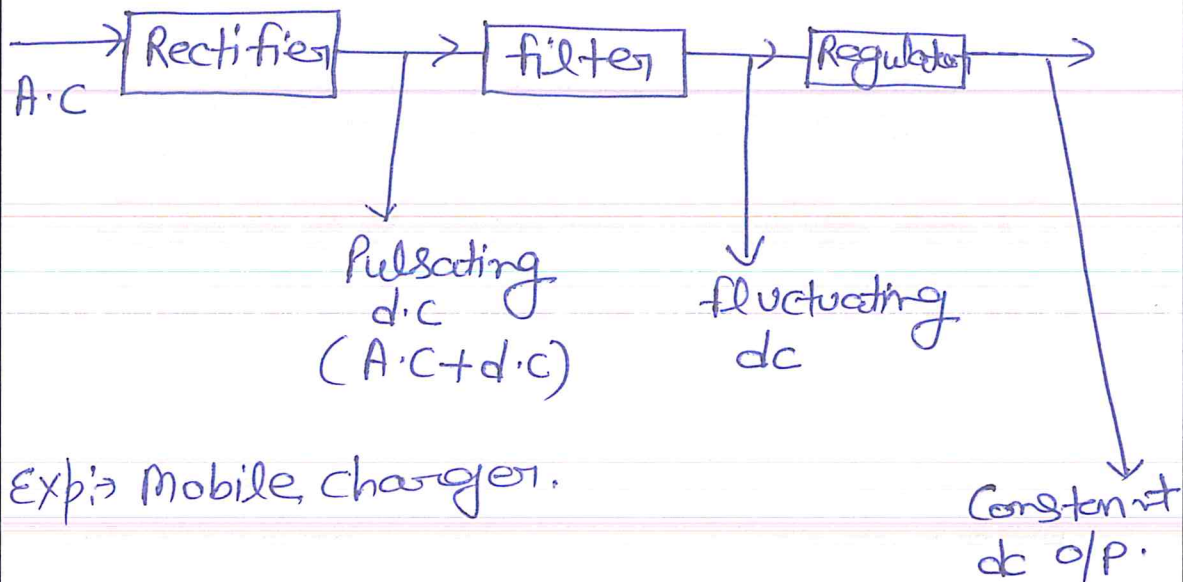 Rectifier
filter
Regulator
A.C
Pulsating
d.c
(A.C+d.c)
fluctuating
dc
Exp:→ Mobile charger.
Constant
dc o/p.